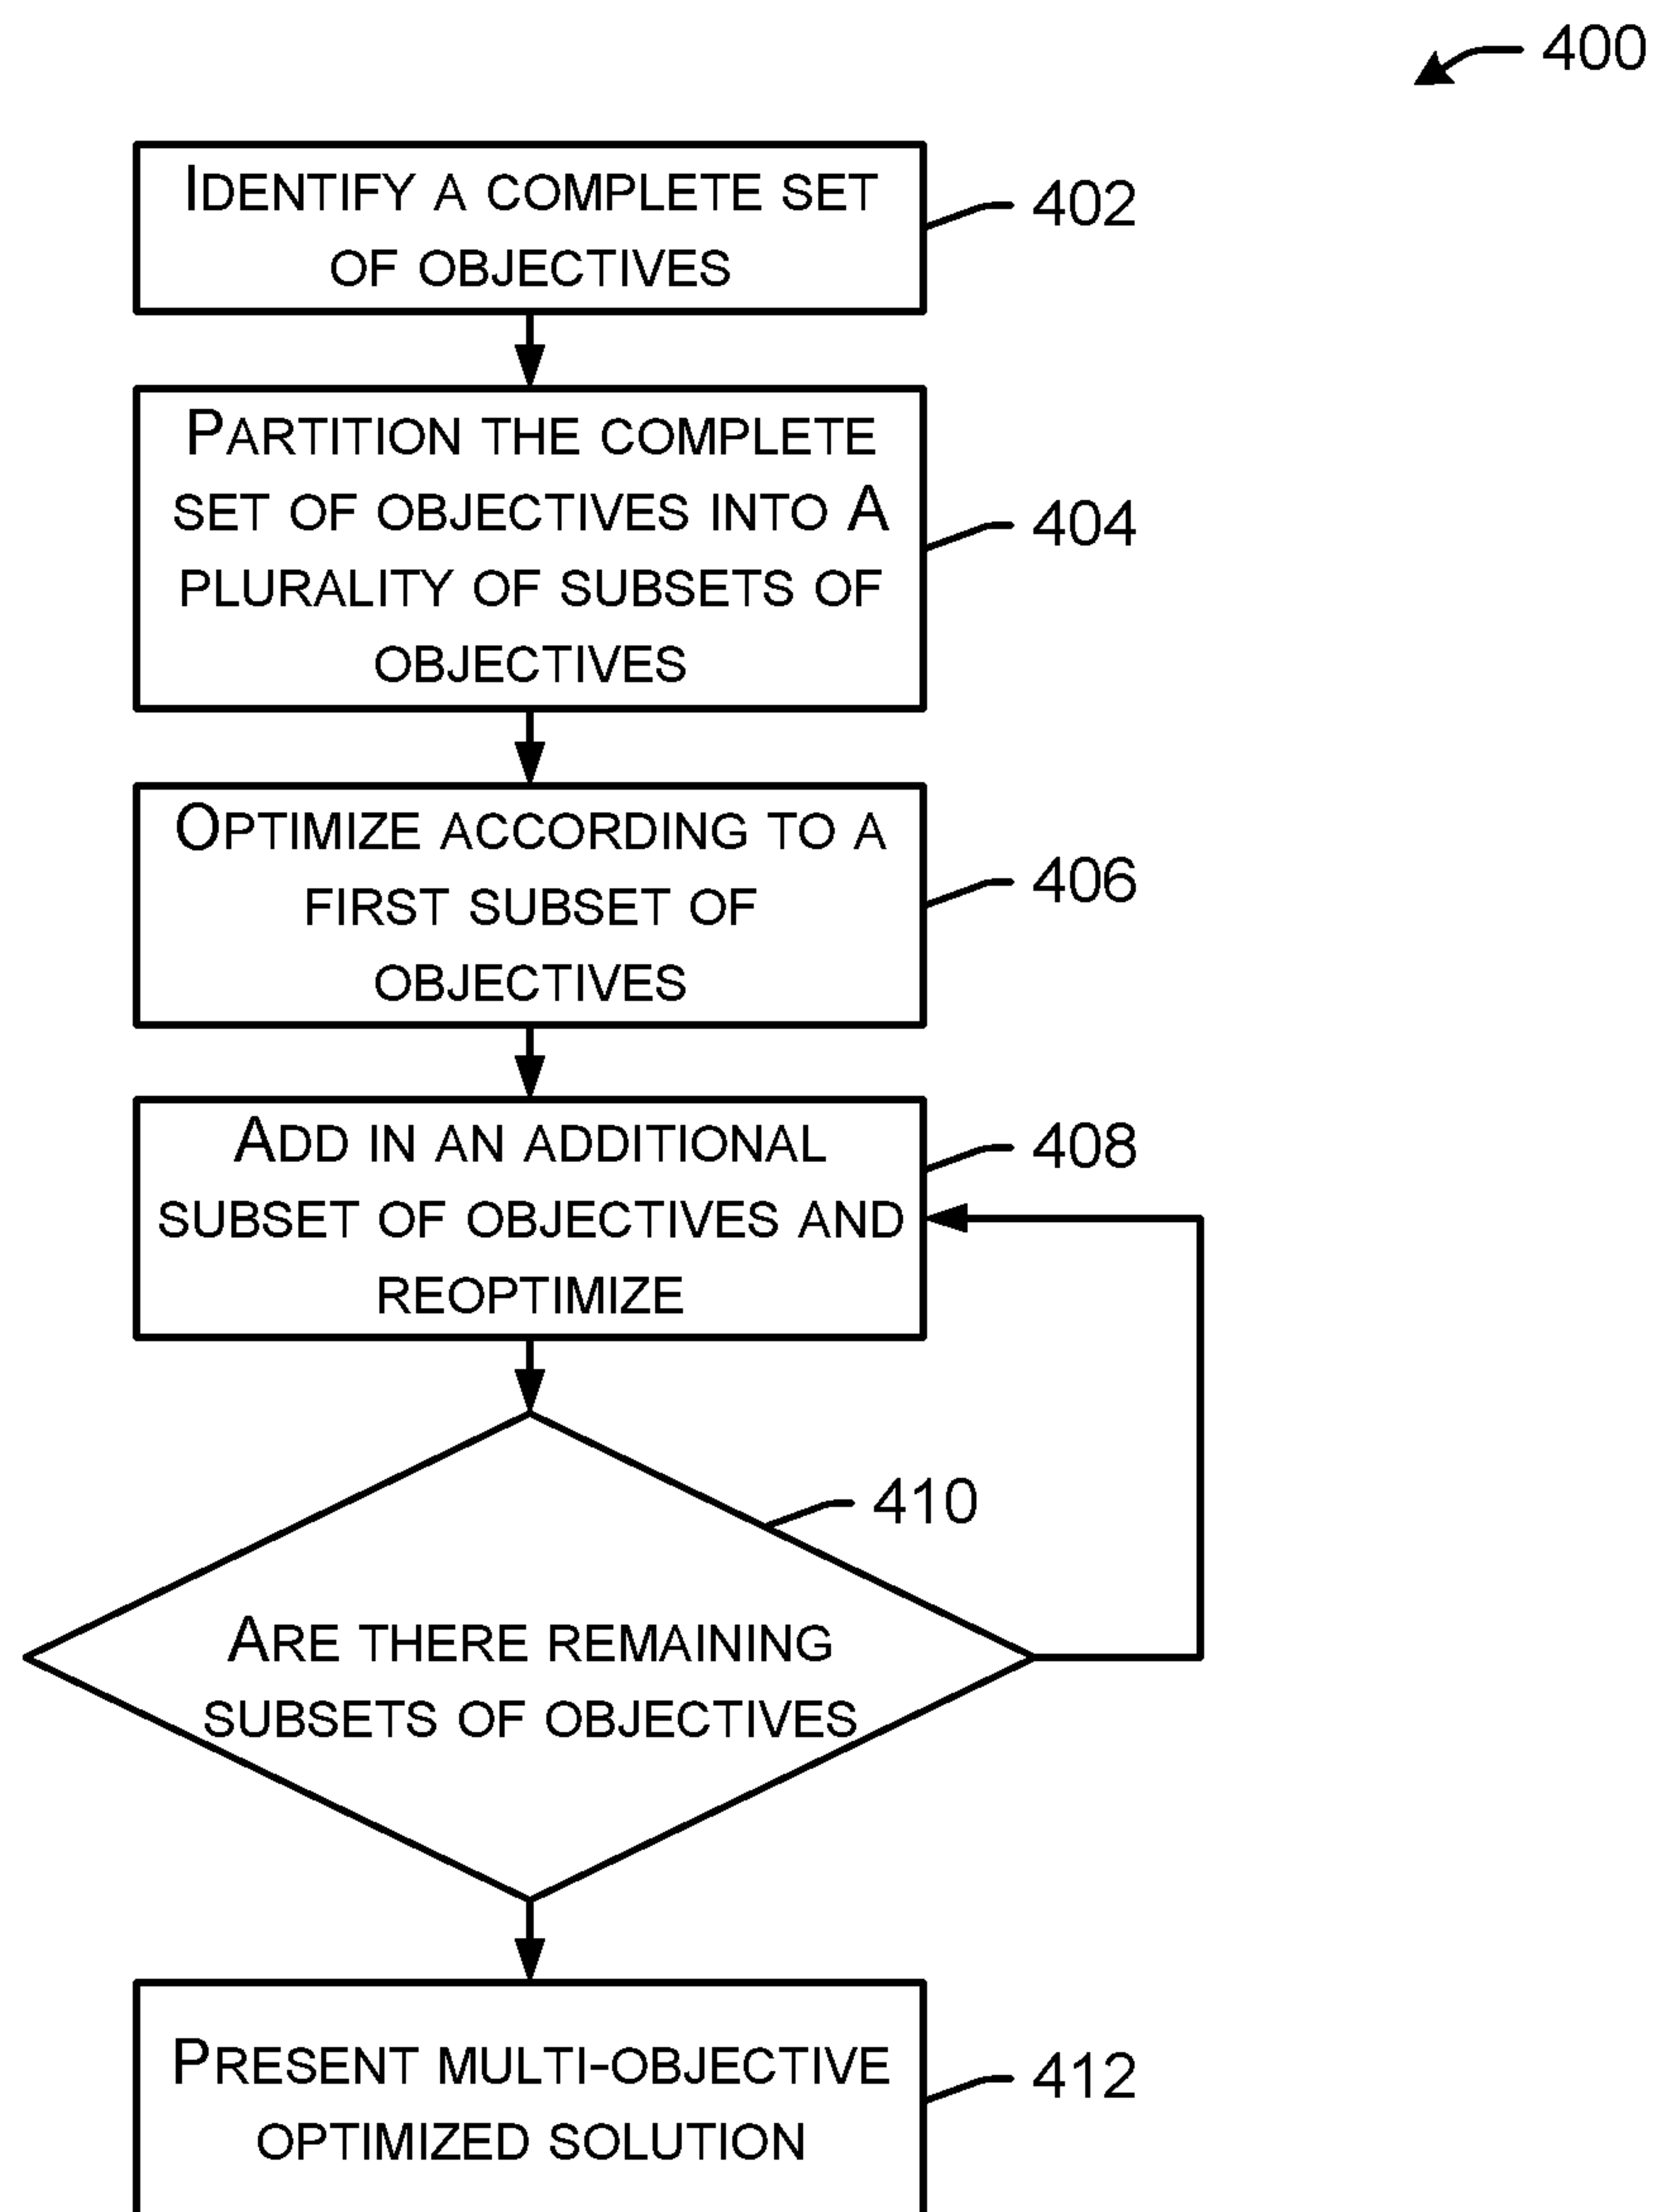 400
IDENTIFY A COMPLETE SET
OF OBJECTIVES
402
PARTITION THE COMPLETE
SET OF OBJECTIVES INTO A
PLURALITY OF SUBSETS OF
OBJECTIVES
404
OPTIMIZE ACCORDING TO A
FIRST SUBSET OF
OBJECTIVES
406
ADD IN AN ADDITIONAL
SUBSET OF OBJECTIVES AND
REOPTIMIZE
408
410
ARE THERE REMAINING
SUBSETS OF OBJECTIVES
PRESENT MULTI-OBJECTIVE
OPTIMIZED SOLUTION
412